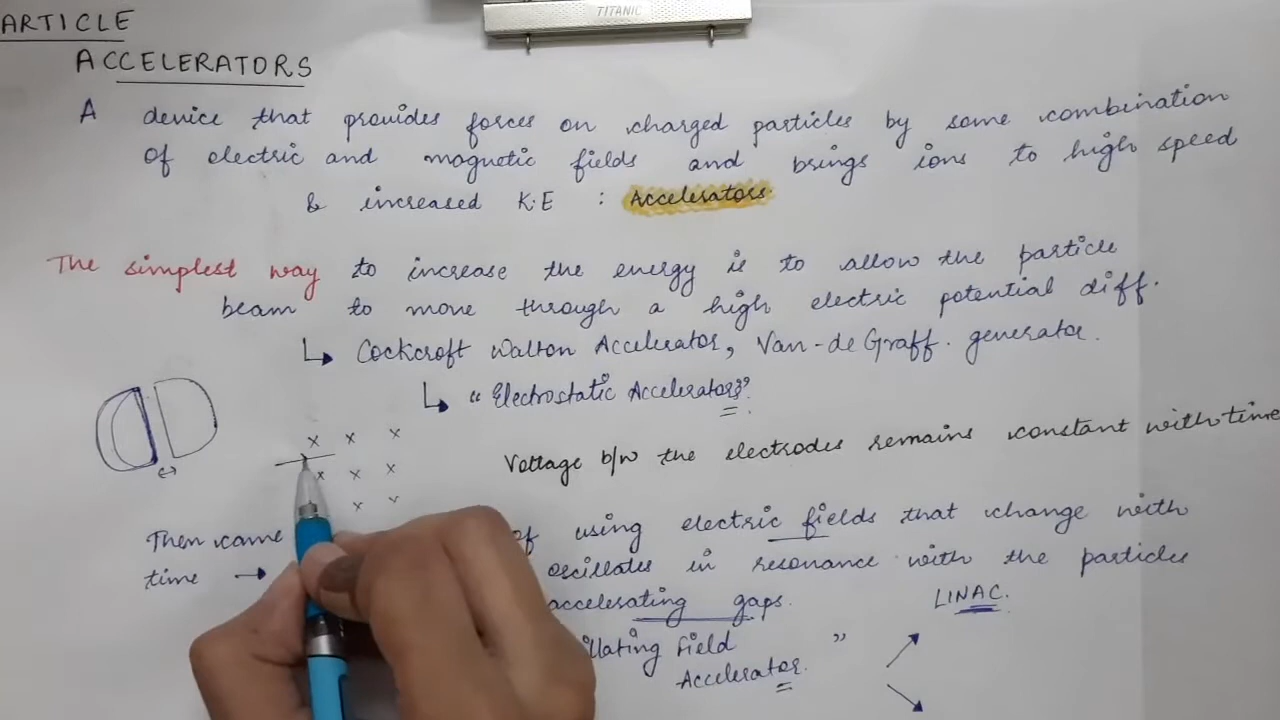 TITANIC
ARTICLE
ACCELERATORS
A device that provides forces on charged particles by some combination
of electric and magnetic fields and brings ions to high speed
& increased K.E : Accelerators.
The simplest way to increase the energy is to allow the particle
beam to move through a high electric potential diff.
↳ Cockcroft Walton Accelerator, Van-de Graff. generator.
↳ "Electrostatic Accelerators"
x x x
Voltage b/w the electrodes remains constant with time
x x x
x
Then came of using electric fields that change with
time → oscillates in resonance with the particles
accelerating gaps. LINAC.
llating Field "
Accelerator.